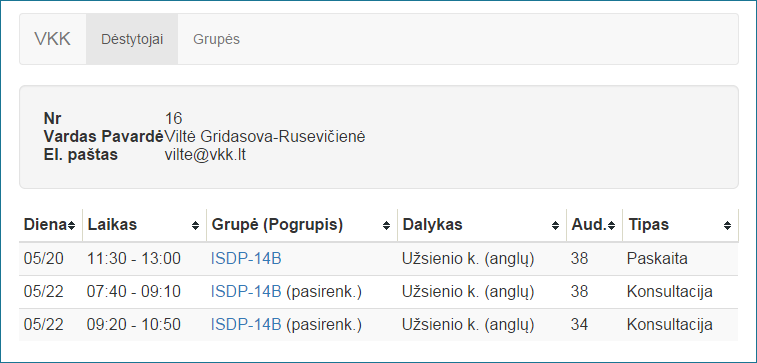 VKK Dėstytojai Grupės
Nr 16
Vardas Pavardė Viltė Gridasova-Rusevičienė
El. paštas vilte@vkk.lt
Diena Laikas Grupė (Pogrupis) Dalykas Aud. Tipas
05/20 11:30 - 13:00 ISDP-14B Užsienio k. (anglų) 38 Paskaita
05/22 07:40 - 09:10 ISDP-14B (pasirenk.) Užsienio k. (anglų) 38 Konsultacija
05/22 09:20 - 10:50 ISDP-14B (pasirenk.) Užsienio k. (anglų) 34 Konsultacija